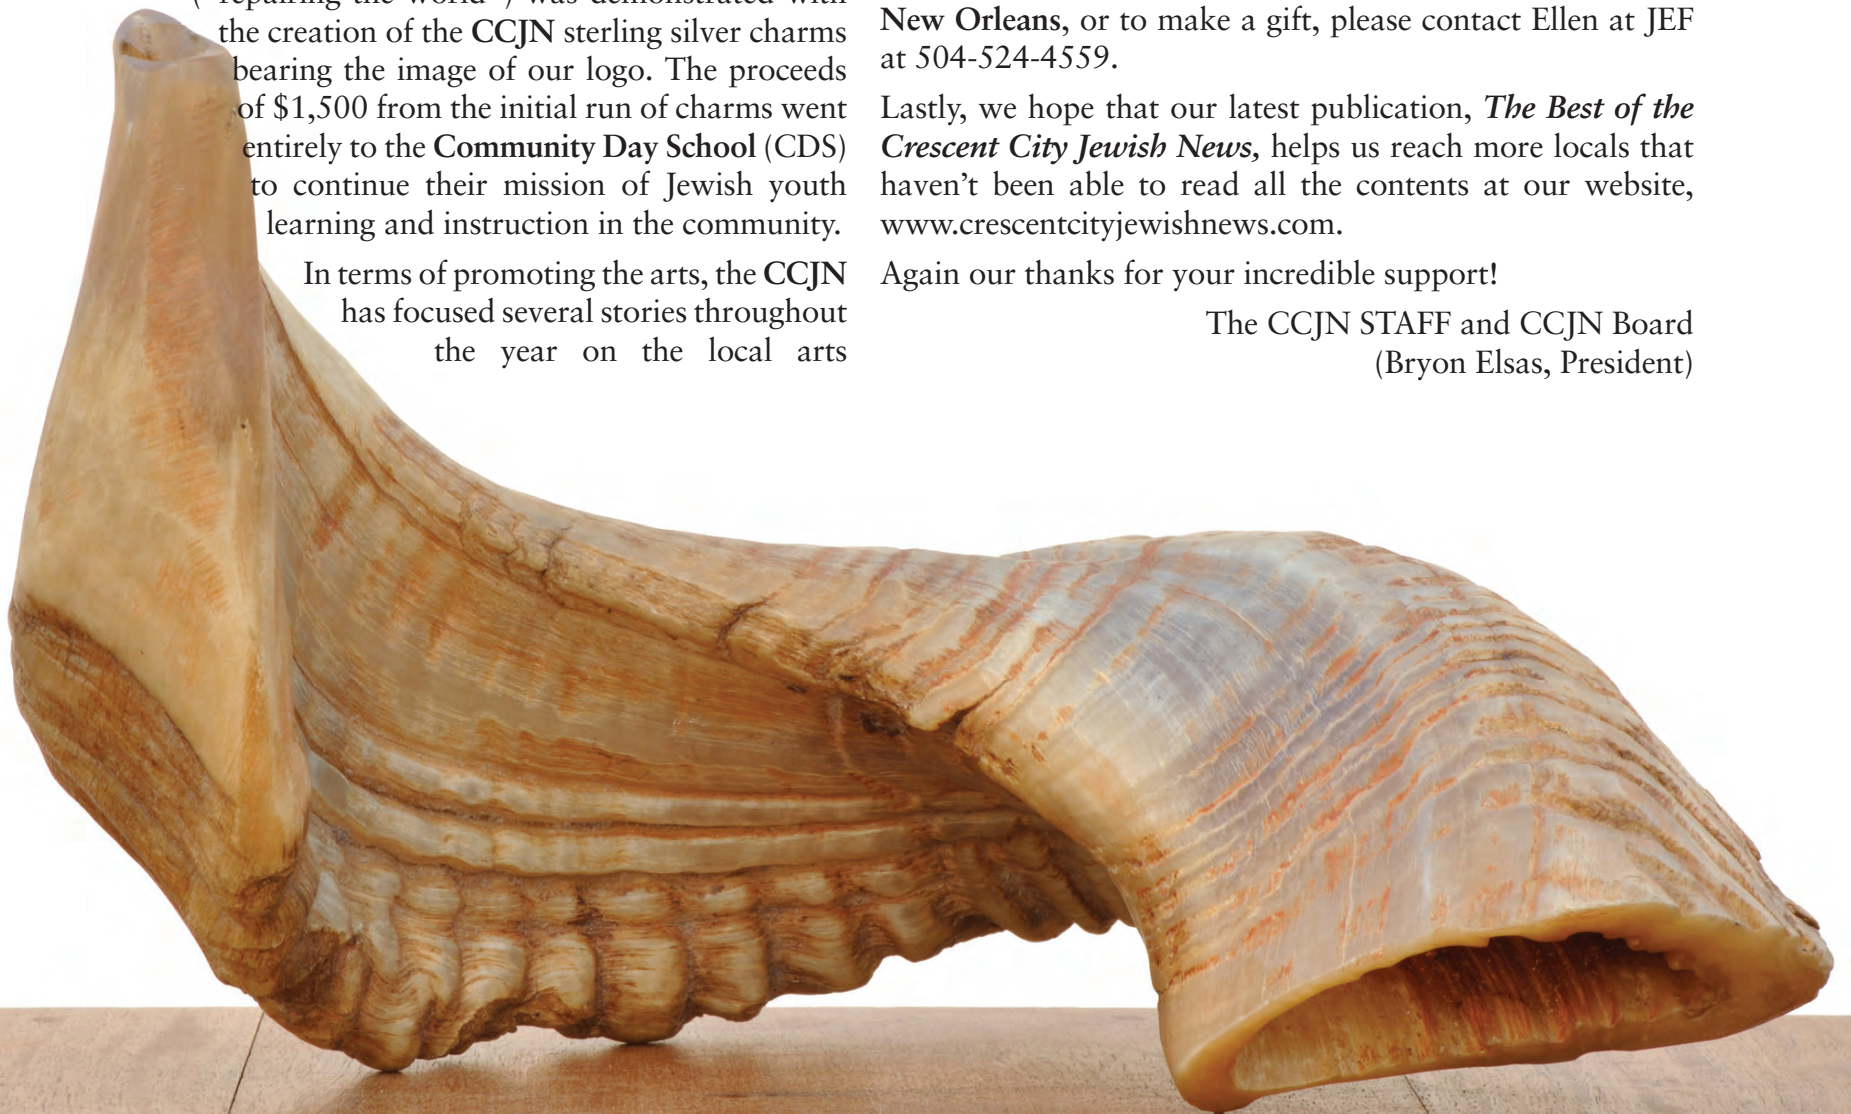 ("repairing the world") was demonstrated with
the creation of the CCJN sterling silver charms
bearing the image of our logo. The proceeds
of $1,500 from the initial run of charms went
entirely to the Community Day School (CDS)
to continue their mission of Jewish youth
learning and instruction in the community.
In terms of promoting the arts, the CCJN
has focused several stories throughout
the year on the local arts
New Orleans, or to make a gift, please contact Ellen at JEF
at 504-524-4559.
Lastly, we hope that our latest publication, The Best of the
Crescent City Jewish News, helps us reach more locals that
haven't been able to read all the contents at our website,
www.crescentcityjewishnews.com.
Again our thanks for your incredible support!
The CCJN STAFF and CCJN Board
(Bryon Elsas, President)